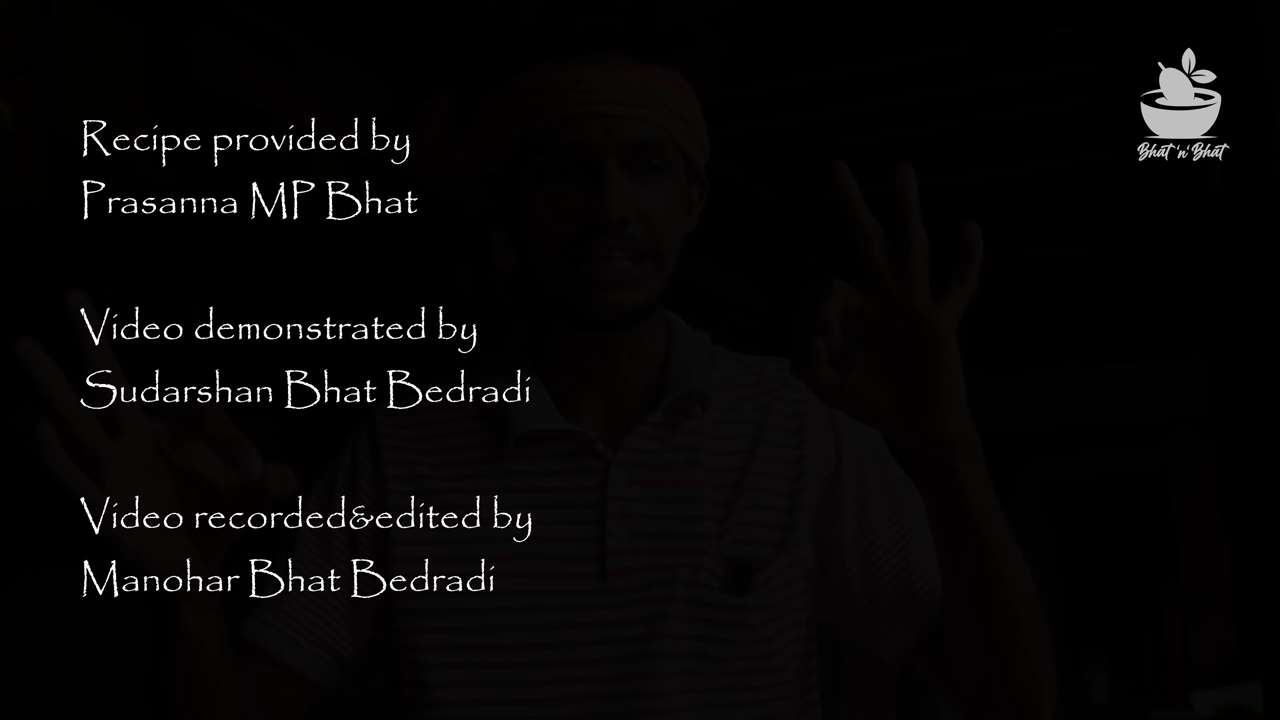 Recipe provided by
Prasanna MP Bhat
Video demonstrated by
Sudarshan Bhat Bedradi
Video recorded&edited by
Manohar Bhat Bedradi
Bhat 'n' Bhat